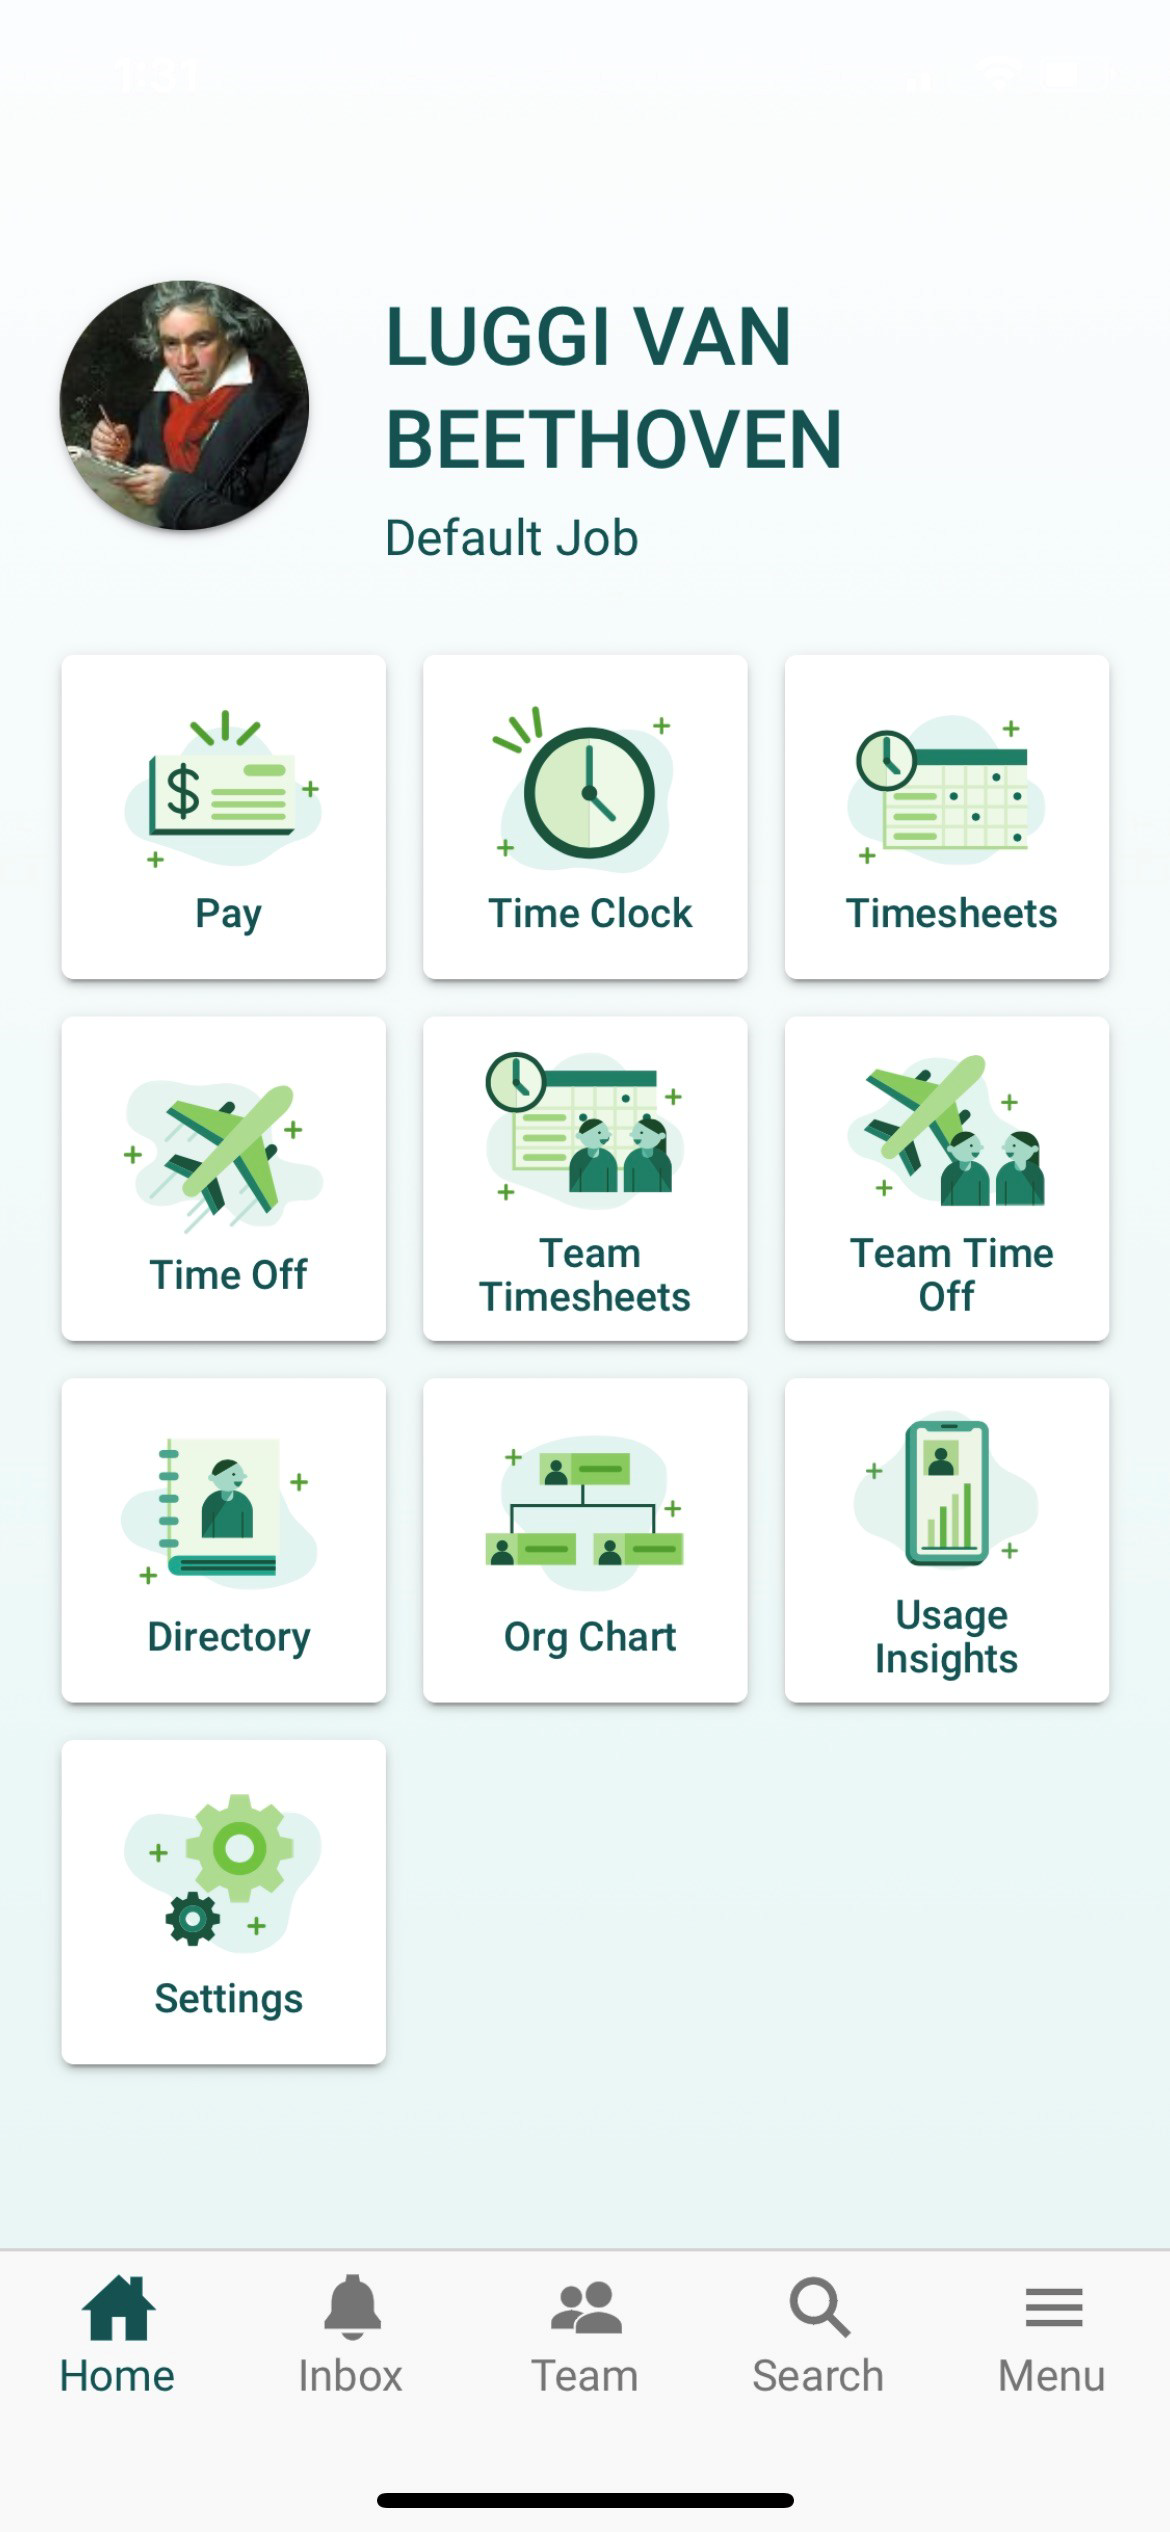 LUGGI VAN
BEETHOVEN
Default Job
Pay
Time Clock
Timesheets
Time Off
Team
Timesheets
Team Time
Off
Directory
Org Chart
Usage
Insights
Settings
Home
Inbox
Team
Search
Menu